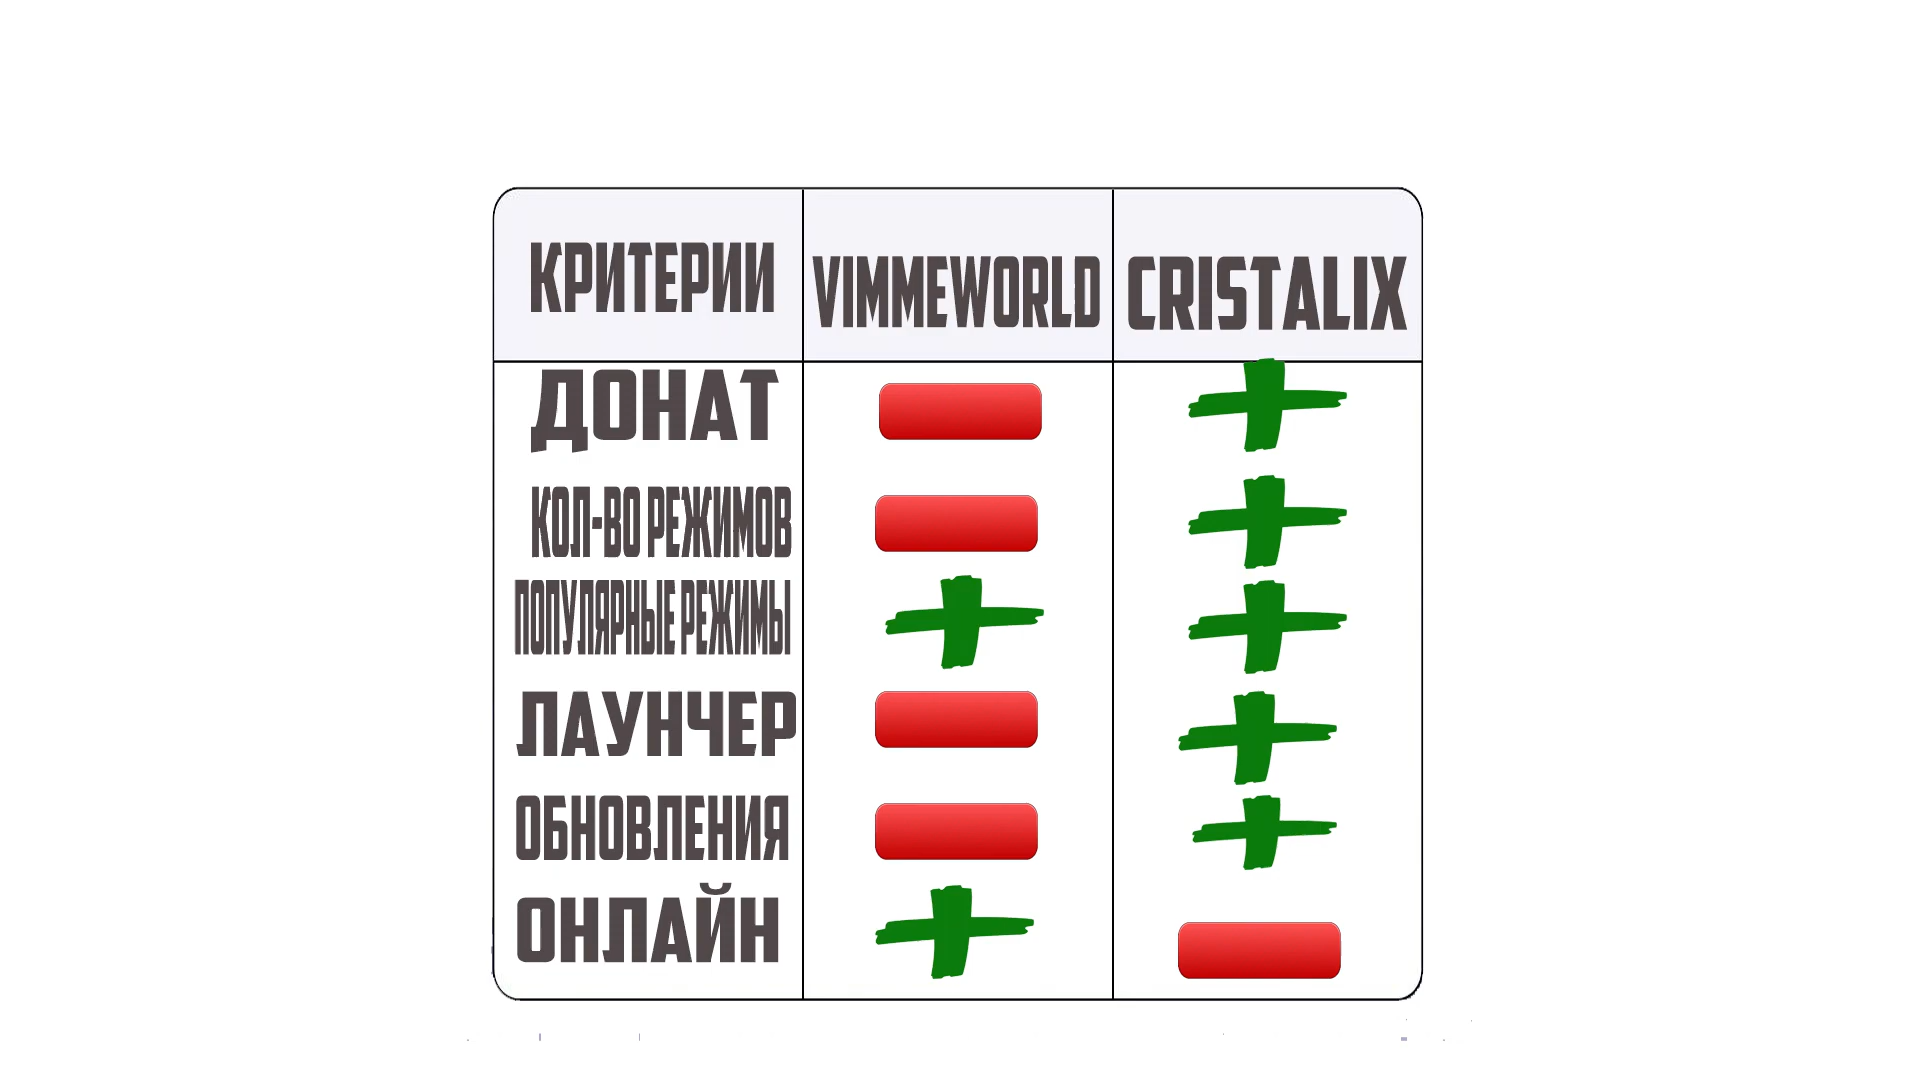 КРИТЕРИИ VIMMEWORLD CRISTALIX
ДОНАТ
КОЛ-ВО РЕЖИМОВ
ПОПУЛЯРНЫЕ РЕЖИМЫ
ЛАУНЧЕР
ОБНОВЛЕНИЯ
ОНЛАЙН